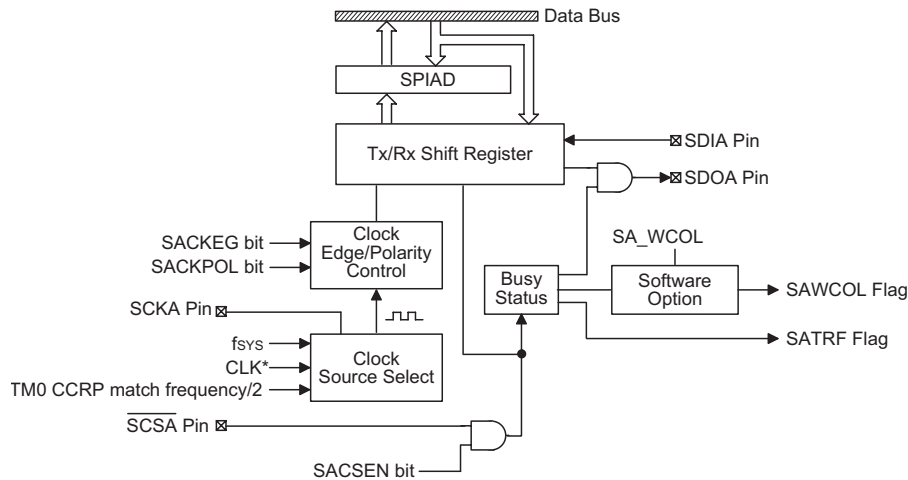 Data Bus
SPIAD
Tx/Rx Shift Register
SDIA Pin
SDOA Pin
SACKEG bit
SACKPOL bit
Clock
Edge/Polarity
Control
SA_WCOL
Busy
Status
Software
Option
SAWCOL Flag
SCKA Pin
SATRF Flag
fSYS
CLK*
TM0 CCRP match frequency/2
Clock
Source Select
SCSA Pin
SACSEN bit